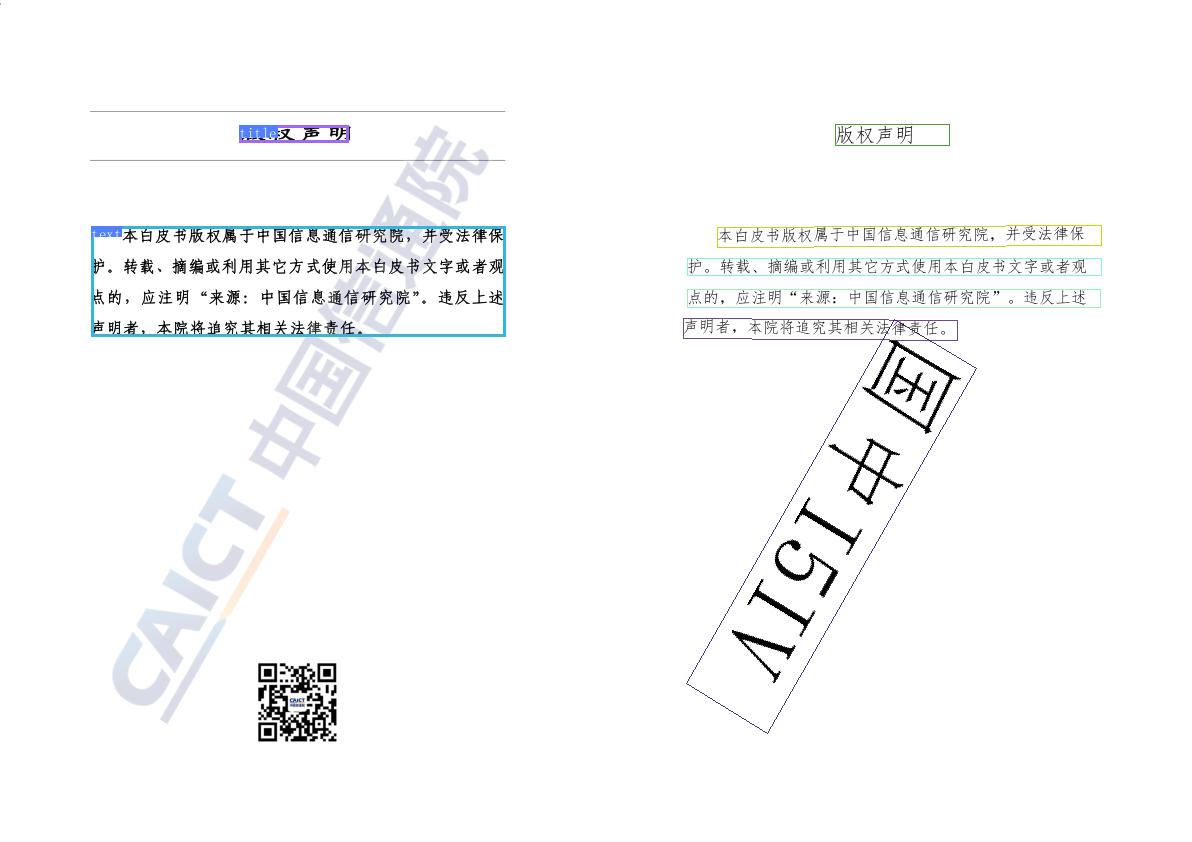 title 版权声明
text 本白皮书版权属于中国信息通信研究院，并受法律保
护。转载、摘编或利用其它方式使用本白皮书文字或者观
点的，应注明“来源：中国信息通信研究院”。违反上述
声明者，本院将追究其相关法律责任。
CAICT 中国信通院
CAICT
版权声明
本白皮书版权属于中国信息通信研究院，并受法律保
护。转载、摘编或利用其它方式使用本白皮书文字或者观
点的，应注明“来源：中国信息通信研究院”。违反上述
声明者，本院将追究其相关法律责任。
VI5I中国